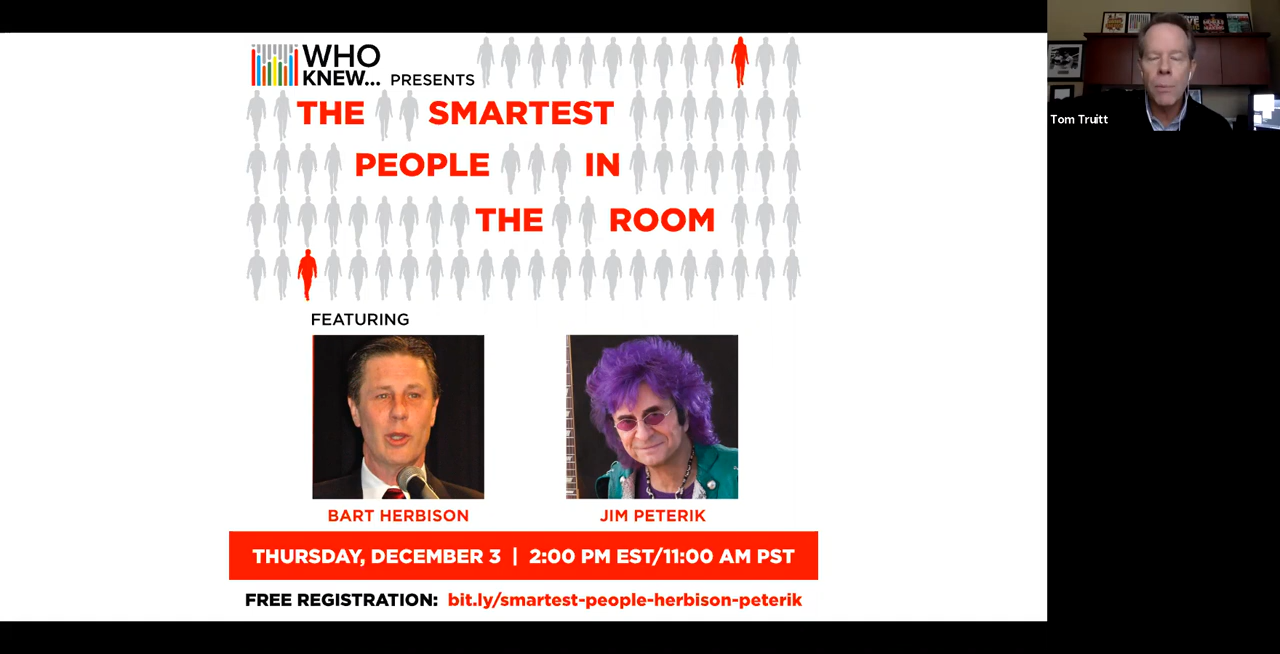 WHO
KNEW... PRESENTS
THE SMARTEST
PEOPLE IN
THE ROOM
FEATURING
BART HERBISON
JIM PETERIK
THURSDAY, DECEMBER 3 | 2:00 PM EST/11:00 AM PST
FREE REGISTRATION: bit.ly/smartest-people-herbison-peterik
Tom Truitt